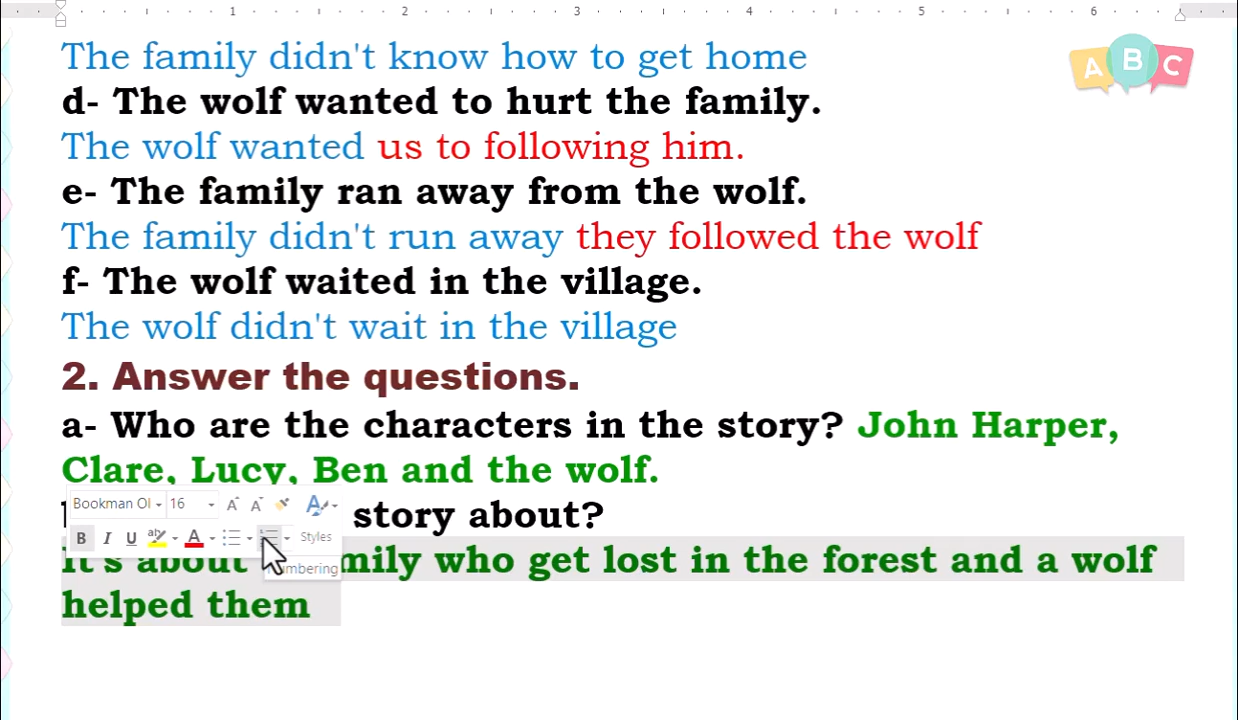 1 2 3 4 5 6
The family didn't know how to get home
A B C
d- The wolf wanted to hurt the family.
The wolf wanted us to following him.
e- The family ran away from the wolf.
The family didn't run away they followed the wolf
f- The wolf waited in the village.
The wolf didn't wait in the village
2. Answer the questions.
a- Who are the characters in the story? John Harper,
Clare, Lucy, Ben and the wolf.
Bookman Ol 16 A A A
story about?
B I U aby A Styles
It's about who get lost in the forest and a wolf
helped them